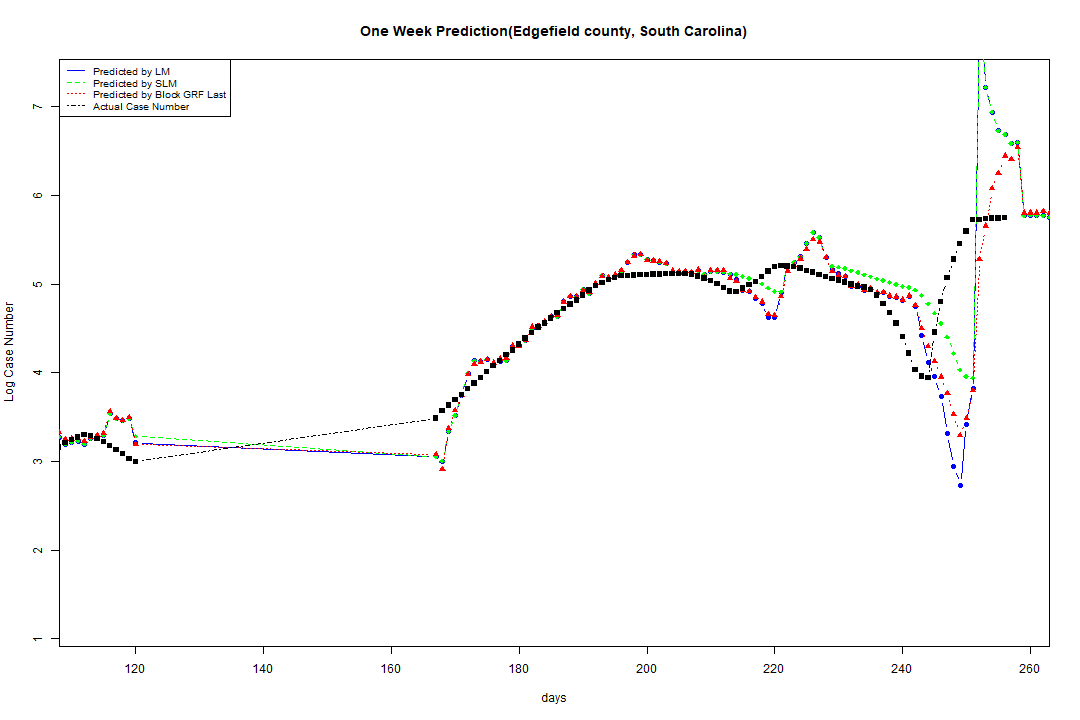 One Week Prediction(Edgefield county, South Carolina)
Predicted by LM
Predicted by SLM
Predicted by Block GRF Last
Actual Case Number
Log Case Number
7
6
5
4
3
2
1
120 140 160 180 200 220 240 260
days